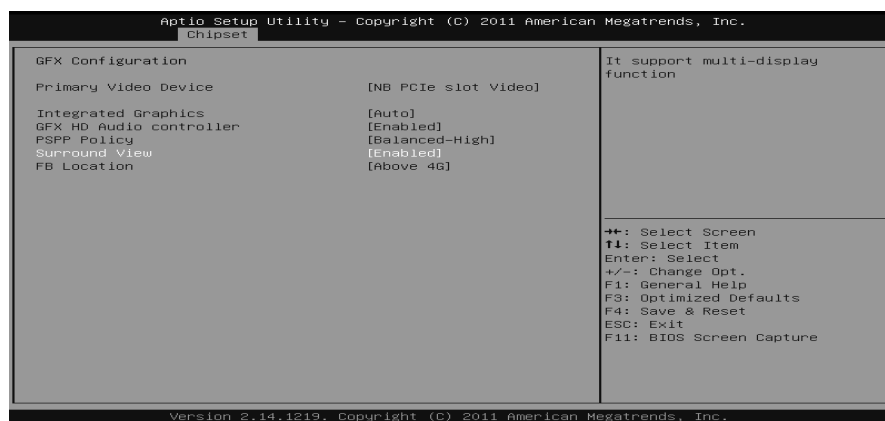 Aptio Setup Utility – Copyright (C) 2011 American Megatrends, Inc.
Chipset
GFX Configuration
Primary Video Device [NB PCIe slot Video]
Integrated Graphics [Auto]
GFX HD Audio controller [Enabled]
PSPP Policy [Balanced-High]
Surround View [Enabled]
FB Location [Above 4G]
It support multi-display
function
→←: Select Screen
↑↓: Select Item
Enter: Select
+/-: Change Opt.
F1: General Help
F3: Optimized Defaults
F4: Save & Reset
ESC: Exit
F11: BIOS Screen Capture
Version 2.14.1219. Copyright (C) 2011 American Megatrends, Inc.